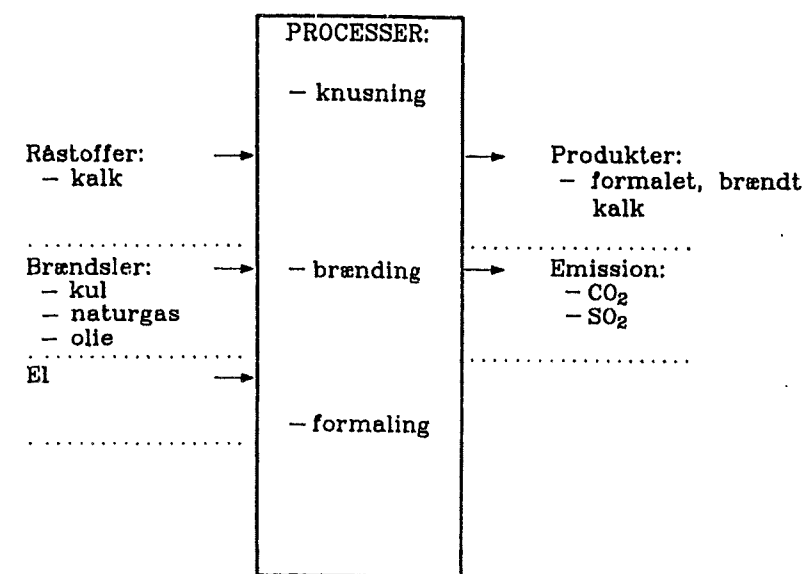 PROCESSER:
— knusning
Råstoffer:
— kalk
Produkter:
— formalet, brændt
kalk
Brændsler:
— kul
— naturgas
— olie
— brænding
Emission:
— CO₂
— SO₂
El
— formaling